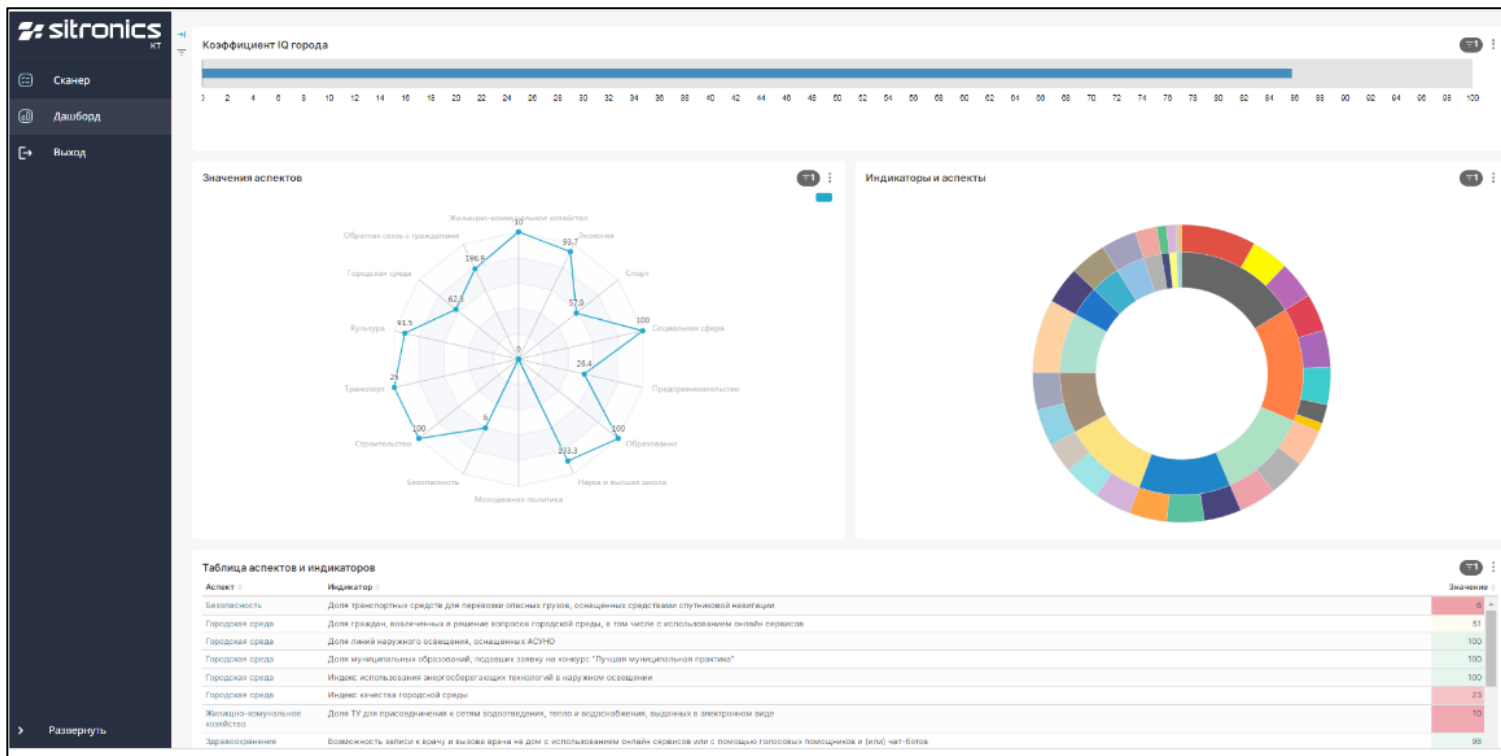 sitronics
КТ
Сканер
Дашборд
Выход
Развернуть
Коэффициент IQ города
1
2 4 6 8 10 12 14 16 18 20 22 24 26 28 30 32 34 36 38 40 42 44 46 48 50 52 54 56 58 60 62 64 66 68 70 72 74 76 78 80 82 84 86 88 90 92 94 96 98 100
Значения аспектов
1
Жилищно-коммунальное хозяйство
10
Обратная связь с гражданами
Экология
93.7
196.9
Городская среда
Спорт
62.8
57.9
Культура
91.5
100
Социальная сфера
0
Транспорт
25
26.4
Предпринимательство
Строительство
100
6
100
Образование
233.3
Безопасность
Наука и высшая школа
Молодежная политика
Индикаторы и аспекты
1
Таблица аспектов и индикаторов
1
Аспект Индикатор Значение
Безопасность Доля транспортных средств для перевозки опасных грузов, оснащенных средствами спутниковой навигации 6
Городская среда Доля граждан, вовлеченных в решение вопросов городской среды, в том числе с использованием онлайн сервисов 51
Городская среда Доля линий наружного освещения, оснащенных АСУНО 100
Городская среда Доля муниципальных образований, подавших заявку на конкурс "Лучшая муниципальная практика" 100
Городская среда Индекс использования энергосберегающих технологий в наружном освещении 100
Городская среда Индекс качества городской среды 23
Жилищно-комунальное Доля ТУ для присоединения к сетям водоотведения, тепло и водоснабжения, выданных в электронном виде 10
хозяйство
Здравоохранение Возможность записи к врачу и вызова врача на дом с использованием онлайн сервисов или с помощью голосовых помощников и (или) чат-ботов 98